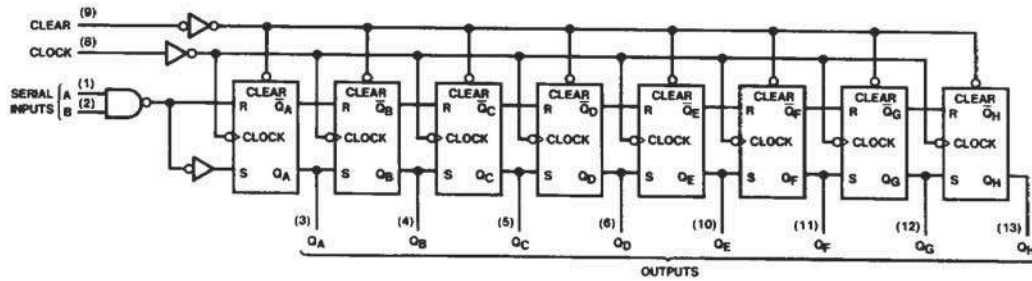 CLEAR (9)
CLOCK (8)
SERIAL INPUTS { A (1)
B (2)
CLEAR CLEAR CLEAR CLEAR CLEAR CLEAR CLEAR CLEAR
R Q̅A R Q̅B R Q̅C R Q̅D R Q̅E R Q̅F R Q̅G R Q̅H
CLOCK CLOCK CLOCK CLOCK CLOCK CLOCK CLOCK CLOCK
S QA S QB S QC S QD S QE S QF S QG S QH
(3) (4) (5) (6) (10) (11) (12) (13)
QA QB QC QD QE QF QG QH
OUTPUTS